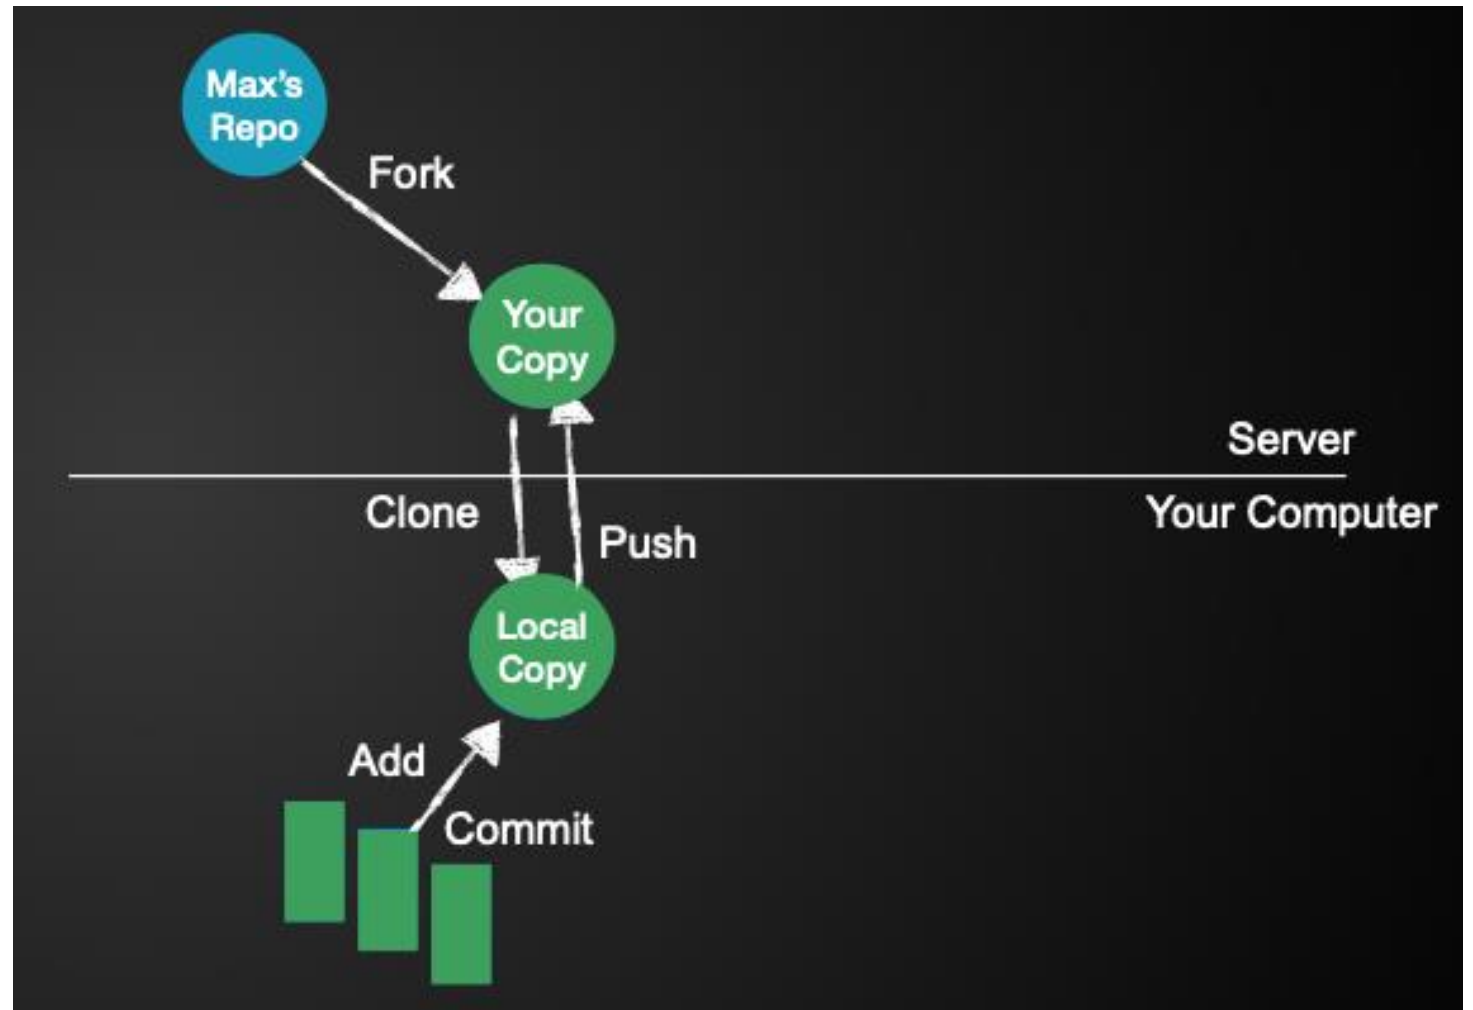 Max's
Repo
Fork
Your
Copy
Server
Clone
Your Computer
Push
Local
Copy
Add
Commit